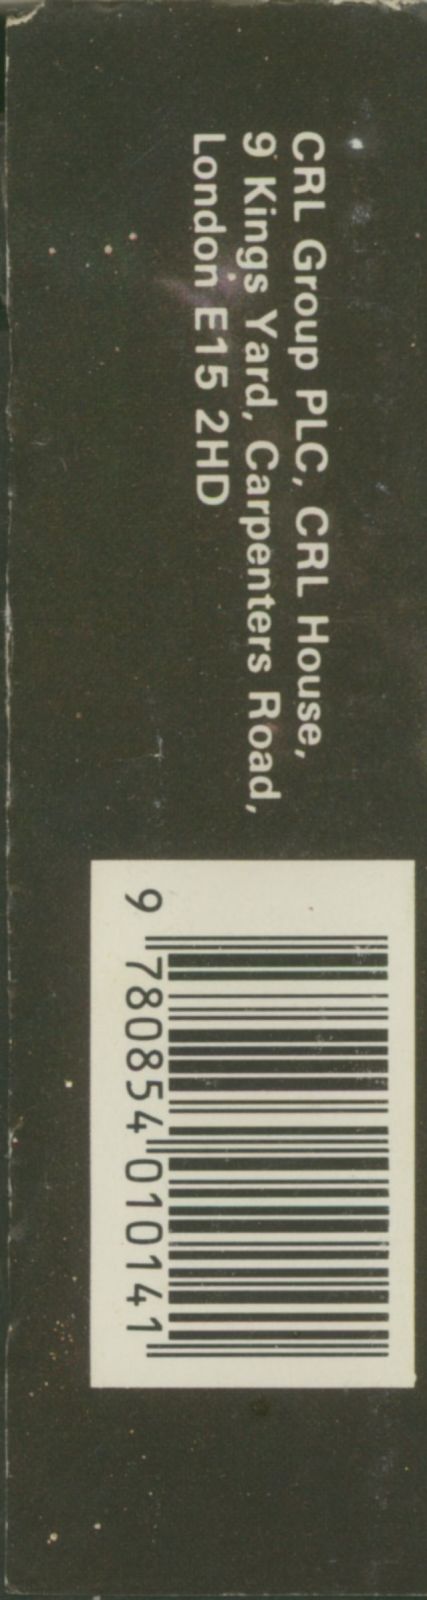 CRL Group PLC, CRL House,
9 Kings Yard, Carpenters Road,
London E15 2HD
9 780854 010141